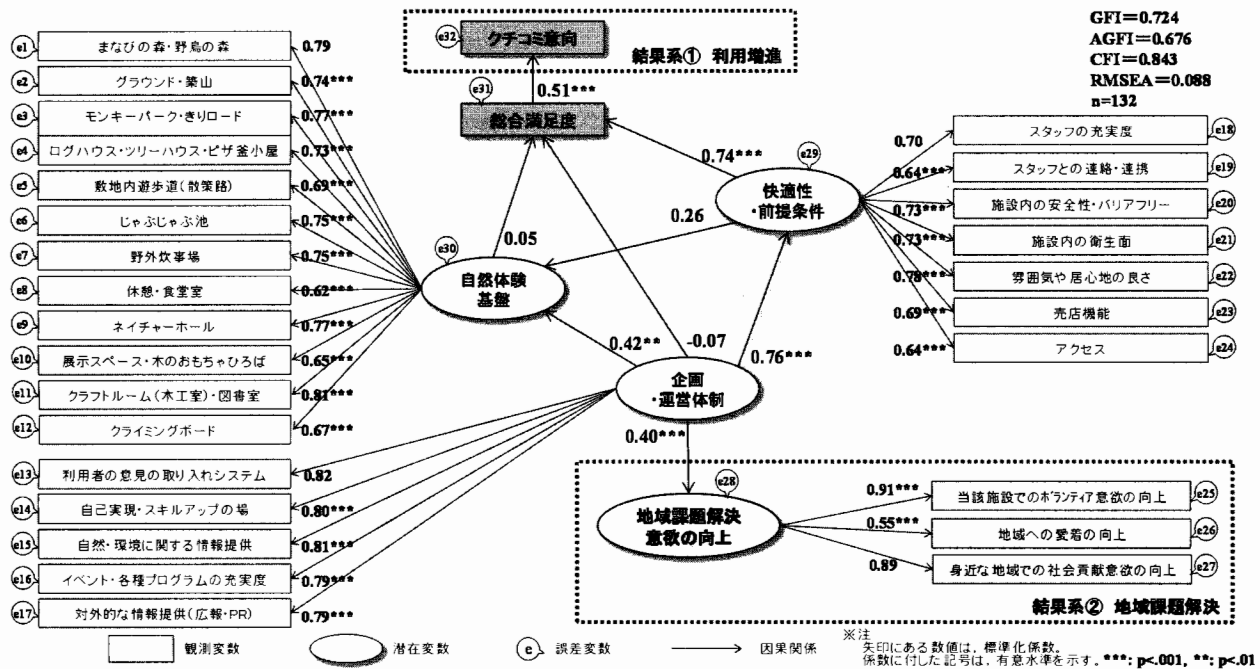 GFI＝0.724
AGFI＝0.676
CFI＝0.843
RMSEA＝0.088
n=132
e32 クチコミ意向
結果系① 利用増進
0.51***
e31 総合満足度
e1 まなびの森・野鳥の森 0.79
e2 グラウンド・築山 0.74***
e3 モンキーパーク・きりロード 0.77***
e4 ログハウス・ツリーハウス・ピザ釜小屋 0.73***
e5 敷地内遊歩道(散策路) 0.69***
e6 じゃぶじゃぶ池 0.75***
e7 野外炊事場 0.75***
e8 休憩・食堂室 0.62***
e9 ネイチャーホール 0.77***
e10 展示スペース・木のおもちゃひろば 0.65***
e11 クラフトルーム(木工室)・図書室 0.81***
e12 クライミングボード 0.67***
e13 利用者の意見の取り入れシステム 0.82
e14 自己実現・スキルアップの場 0.80***
e15 自然・環境に関する情報提供 0.81***
e16 イベント・各種プログラムの充実度 0.79***
e17 対外的な情報提供(広報・PR) 0.79***
e30
自然体験
基盤
0.05
0.26
0.74***
e29
快適性
・前提条件
0.42**
-0.07
0.76***
企画
・運営体制
0.40***
0.70 スタッフの充実度 e18
0.64*** スタッフとの連絡・連携 e19
0.73*** 施設内の安全性・バリアフリー e20
0.73*** 施設内の衛生面 e21
0.78*** 雰囲気や居心地の良さ e22
0.69*** 売店機能 e23
0.64*** アクセス e24
e28
地域課題解決
意欲の向上
0.91*** 当該施設でのボランティア意欲の向上 e25
0.55*** 地域への愛着の向上 e26
0.89 身近な地域での社会貢献意欲の向上 e27
結果系② 地域課題解決
観測変数 潜在変数 e 誤差変数 因果関係
※注
矢印にある数値は，標準化係数。
係数に付した記号は，有意水準を示す。***: p<.001, **: p<.01